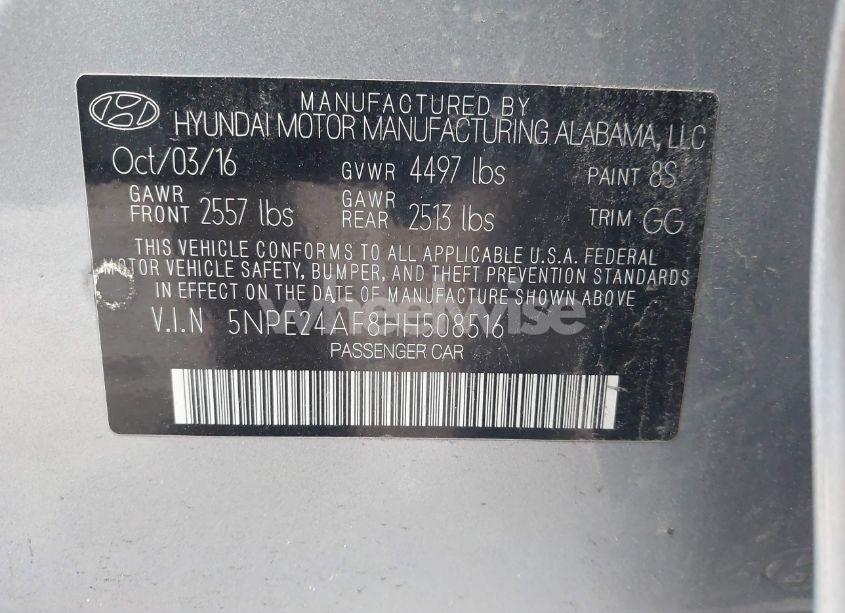 MANUFACTURED BY
HYUNDAI MOTOR MANUFACTURING ALABAMA, LLC
Oct/03/16 GVWR 4497 lbs PAINT 8S
GAWR FRONT 2557 lbs GAWR REAR 2513 lbs TRIM GG
THIS VEHICLE CONFORMS TO ALL APPLICABLE U.S.A. FEDERAL
MOTOR VEHICLE SAFETY, BUMPER, AND THEFT PREVENTION STANDARDS
IN EFFECT ON THE DATE OF MANUFACTURE SHOWN ABOVE
V.I.N 5NPE24AF8HH508516
PASSENGER CAR
wheelwise